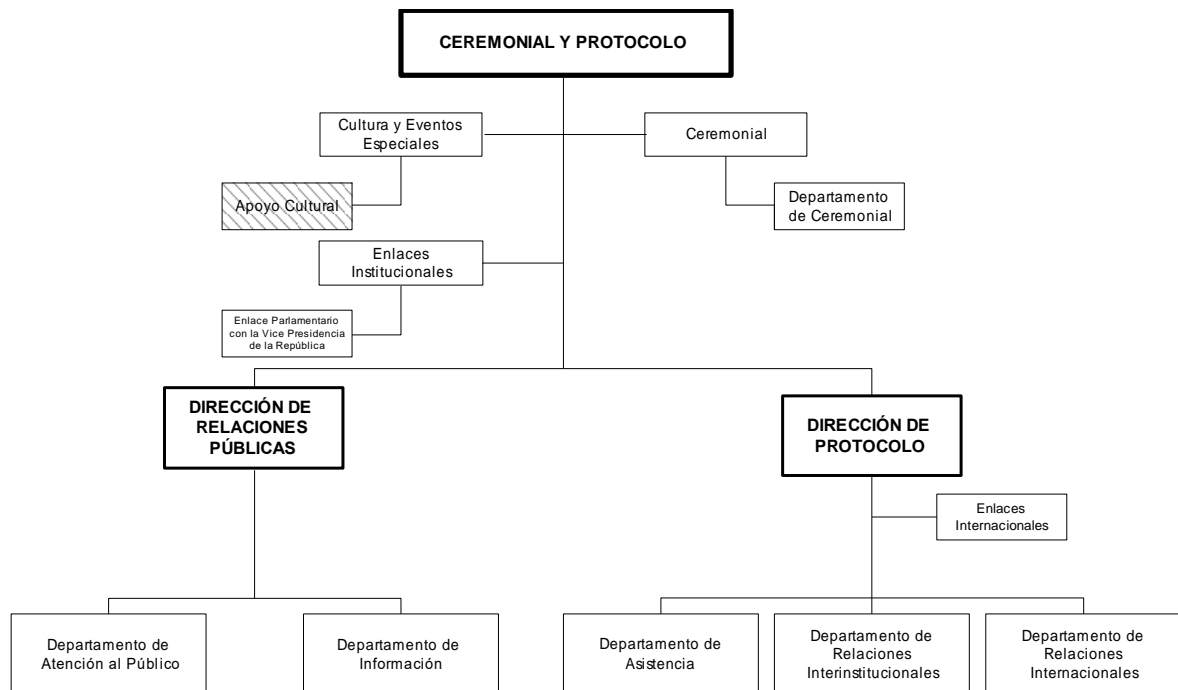 CEREMONIAL Y PROTOCOLO
Cultura y Eventos
Especiales
Ceremonial
Apoyo Cultural
Departamento
de Ceremonial
Enlaces
Institucionales
Enlace Parlamentario
con la Vice Presidencia
de la República
DIRECCIÓN DE
RELACIONES
PÚBLICAS
DIRECCIÓN DE
PROTOCOLO
Enlaces
Internacionales
Departamento de
Atención al Público
Departamento de
Información
Departamento de
Asistencia
Departamento de
Relaciones
Interinstitucionales
Departamento de
Relaciones
Internacionales